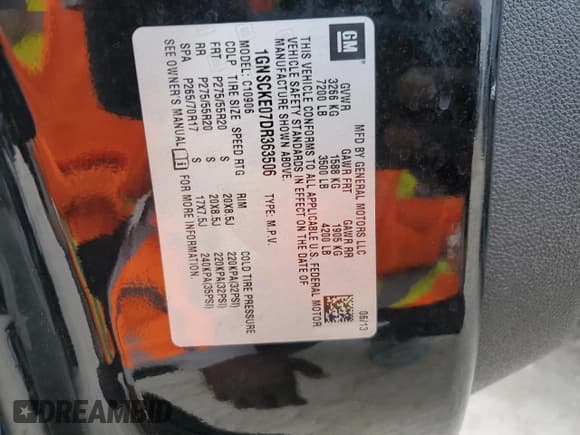 GM
MFD BY GENERAL MOTORS LLC
GVWR GAWR FRT GAWR RR
3266 KG 1588 KG 1905 KG
7200 LB 3500 LB 4200 LB
06/13
THIS VEHICLE CONFORMS TO ALL APPLICABLE U.S. FEDERAL MOTOR
VEHICLE SAFETY STANDARDS IN EFFECT ON THE DATE OF
MANUFACTURE SHOWN ABOVE.
1GNSCKE07DR363506 TYPE: M.P.V.
MODEL: C10906
CDLP TIRE SIZE SPEED RTG RIM COLD TIRE PRESSURE
FRT P275/55R20 S 20X8.5J 220KPA(32PSI)
RR P275/55R20 S 20X8.5J 220KPA(32PSI)
SPA P265/70R17 S 17X7.5J 240KPA(35PSI)
SEE OWNER'S MANUAL FOR MORE INFORMATION.
DREAMBID